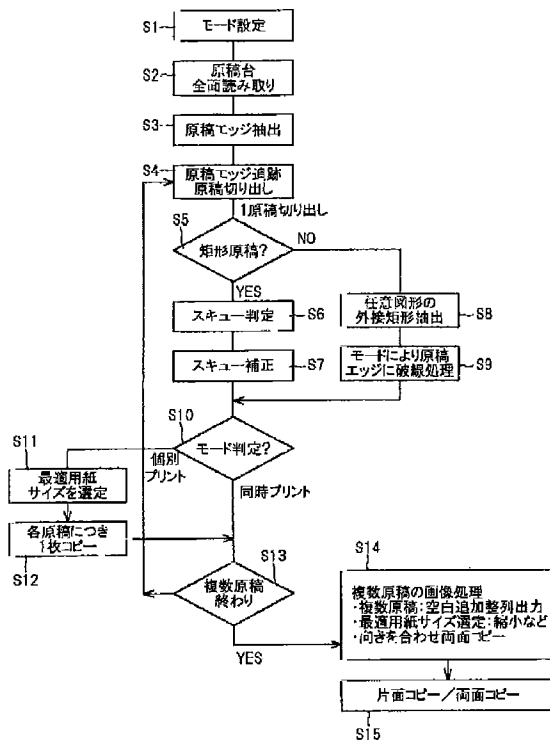 S1
モード設定
S2
原稿台
全面読み取り
S3
原稿エッジ抽出
S4
原稿エッジ追跡
原稿切り出し
1原稿切り出し
S5
矩形原稿?
NO
YES
スキュー判定
S6
任意図形の
外接矩形抽出
S8
スキュー補正
S7
モードにより原稿
エッジに破線処理
S9
S10
モード判定?
S11
個別
プリント
最適用紙
サイズを選定
同時プリント
各原稿につき
1枚コピー
S12
S13
複数原稿
終わり
YES
S14
複数原稿の画像処理
・複数原稿:空白追加整列出力
・最適用紙サイズ選定:縮小など
・向きを合わせ両面コピー
片面コピー/両面コピー
S15